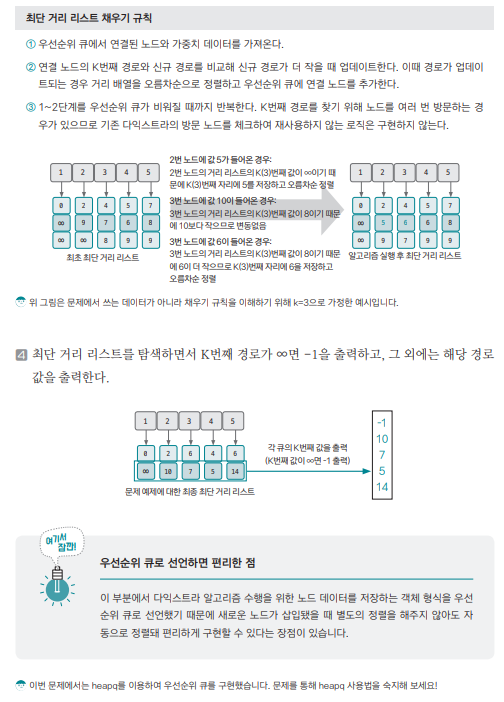 최단 거리 리스트 채우기 규칙
① 우선순위 큐에서 연결된 노드와 가중치 데이터를 가져온다.
② 연결 노드의 K번째 경로와 신규 경로를 비교해 신규 경로가 더 작을 때 업데이트한다. 이때 경로가 업데이
트되는 경우 거리 배열을 오름차순으로 정렬하고 우선순위 큐에 연결 노드를 추가한다.
③ 1~2단계를 우선순위 큐가 비워질 때까지 반복한다. K번째 경로를 찾기 위해 노드를 여러 번 방문하는 경
우가 있으므로 기존 다익스트라의 방문 노드를 체크하여 재사용하지 않는 로직은 구현하지 않는다.
1 2 3 4 5
0 2 4 5 7
∞ 9 7 6 8
∞ ∞ 8 9 9
최초 최단 거리 리스트
2번 노드에 값 5가 들어온 경우:
2번 노드의 거리 리스트의 K(3)번째 값이 ∞이기 때
문에 K(3)번째 자리에 5를 저장하고 오름차순 정렬
3번 노드에 값 10이 들어온 경우:
3번 노드의 거리 리스트의 K(3)번째 값이 8이기 때문
에 10보다 작으므로 변동없음
3번 노드에 값 6이 들어온 경우:
3번 노드의 거리 리스트의 K(3)번째 값이 8이기 때문
에 6이 더 작으므로 K(3)번째 자리에 6을 저장하고
오름차순 정렬
1 2 3 4 5
0 2 4 5 7
∞ 5 6 6 8
∞ 9 7 9 9
알고리즘 실행 후 최단 거리 리스트
위 그림은 문제에서 쓰는 데이터가 아니라 채우기 규칙을 이해하기 위해 k=3으로 가정한 예시입니다.
4 최단 거리 리스트를 탐색하면서 K번째 경로가 ∞면 -1을 출력하고, 그 외에는 해당 경로
값을 출력한다.
1 2 3 4 5
0 2 6 4 6
∞ 10 7 5 14
문제 예제에 대한 최종 최단 거리 리스트
각 큐의 K번째 값을 출력
(K번째 값이 ∞면 -1 출력)
-1
10
7
5
14
여기서
잠깐!
우선순위 큐로 선언하면 편리한 점
이 부분에서 다익스트라 알고리즘 수행을 위한 노드 데이터를 저장하는 객체 형식을 우선
순위 큐로 선언했기 때문에 새로운 노드가 삽입됐을 때 별도의 정렬을 해주지 않아도 자
동으로 정렬돼 편리하게 구현할 수 있다는 장점이 있습니다.
이번 문제에서는 heapq를 이용하여 우선순위 큐를 구현했습니다. 문제를 통해 heapq 사용법을 숙지해 보세요!